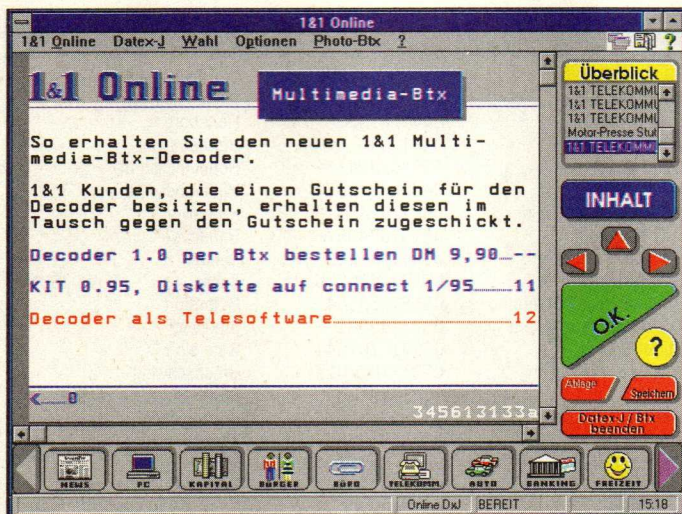 1&1 Online
1&1 Online Datex-J Wahl Optionen Photo-Btx ?
?
1&1 Online
Multimedia-Btx
So erhalten Sie den neuen 1&1 Multi-
media-Btx-Decoder.
1&1 Kunden, die einen Gutschein für den
Decoder besitzen, erhalten diesen im
Tausch gegen den Gutschein zugeschickt.
Decoder 1.0 per Btx bestellen DM 9,90…--
KIT 0.95, Diskette auf connect 1/95……11
Decoder als Telesoftware……12
<……0
345613133a
Überblick
1&1 TELEKOMMU
1&1 TELEKOMMU
1&1 TELEKOMMU
Motor-Presse Stut
1&1 TELEKOMMU
INHALT
O.K.
?
Ablage
Speichern
Datex-J / Btx
beenden
NEWS
PC
KAPITAL
BÜRGER
BÜRO
TELEKOMM.
AUTO
BANKING
FREIZEIT
Online DxJ BEREIT 15:18